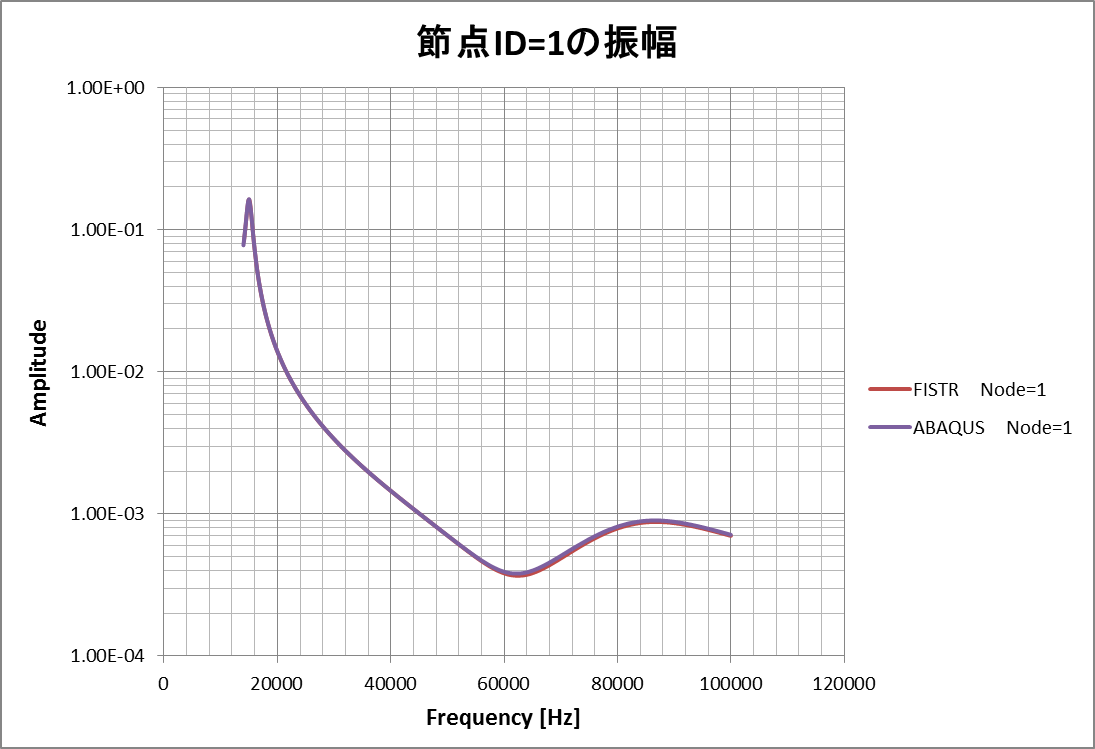 節点ID=1の振幅
1.00E+00
1.00E-01
1.00E-02
1.00E-03
1.00E-04
Amplitude
0 20000 40000 60000 80000 100000 120000
Frequency [Hz]
FISTR Node=1
ABAQUS Node=1